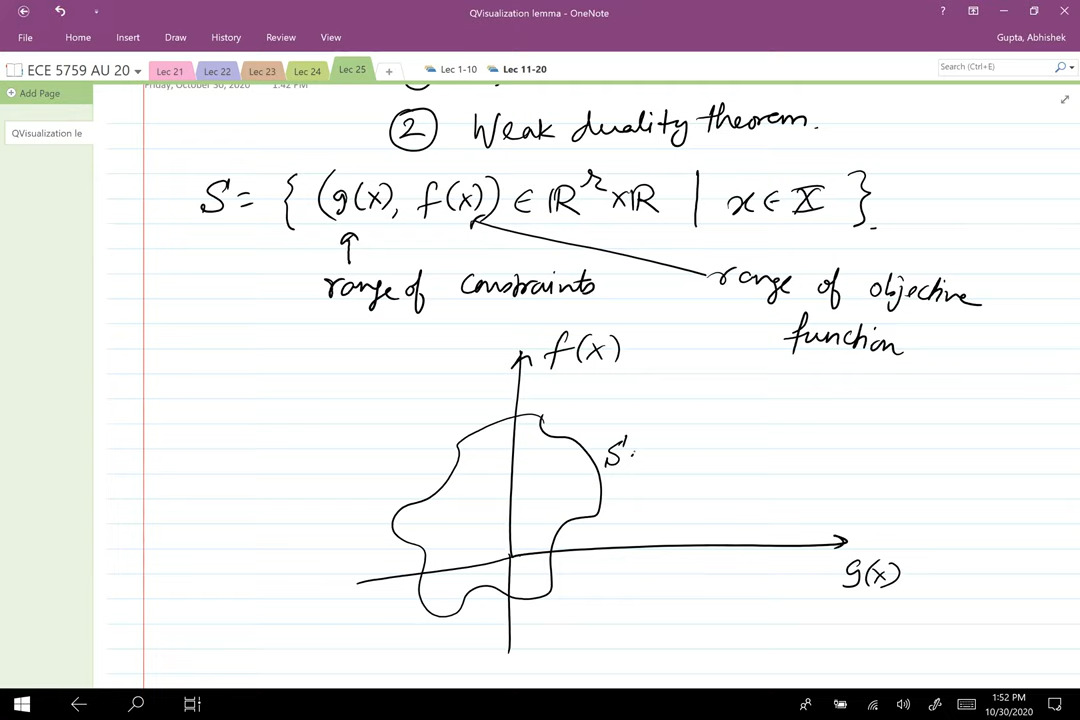 QVisualization lemma - OneNote
?
File Home Insert Draw History Review View
Gupta, Abhishek
ECE 5759 AU 20
Lec 21 Lec 22 Lec 23 Lec 24 Lec 25 + Lec 1-10 Lec 11-20
Search (Ctrl+E)
+ Add Page
Friday, October 30, 2020 1:42 PM
QVisualization le
② Weak duality theorem.
S = { (g(x), f(x)) ∈ ℝ^r × ℝ | x ∈ X }.
range of constraints
range of objective
function
f(x)
S.
g(x)
1:52 PM
10/30/2020